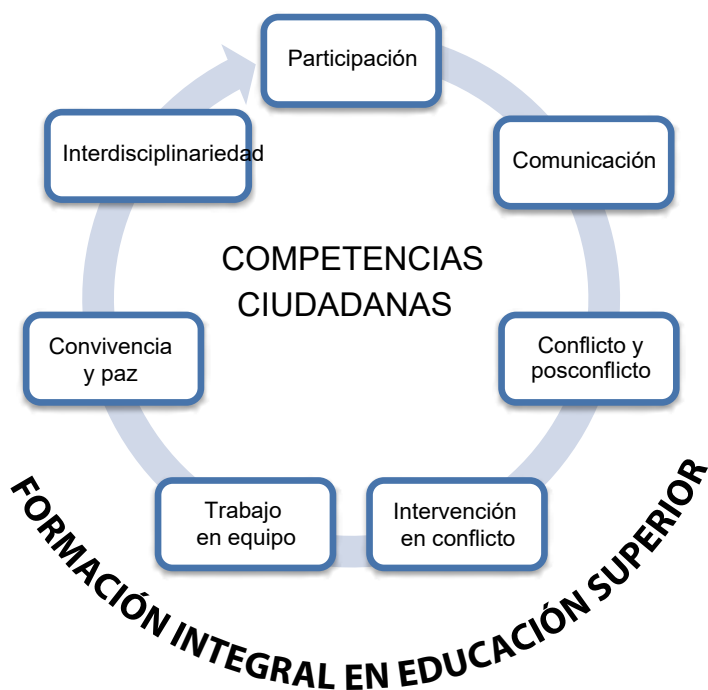 Participación
Comunicación
Interdisciplinariedad
COMPETENCIAS
CIUDADANAS
Conflicto y
posconflicto
Convivencia
y paz
Intervención
en conflicto
Trabajo
en equipo
FORMACIÓN INTEGRAL EN EDUCACIÓN SUPERIOR